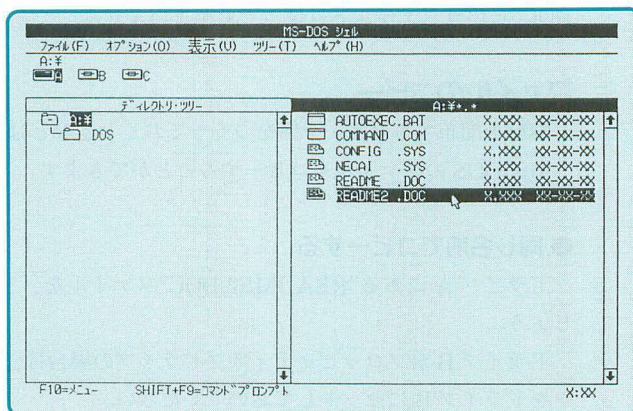 MS-DOS シェル
ファイル(F) オプション(O) 表示(V) ツリー(T) ヘルプ(H)
A:¥
A B C
ディレクトリ・ツリー
A:¥
DOS
A:¥*.*
AUTOEXEC.BAT X,XXX XX-XX-XX
COMMAND .COM X,XXX XX-XX-XX
CONFIG .SYS X,XXX XX-XX-XX
NECAI .SYS X,XXX XX-XX-XX
README .DOC X,XXX XX-XX-XX
README2 .DOC X,XXX XX-XX-XX
F10=メニュー SHIFT+F9=コマンドプロンプト X:XX